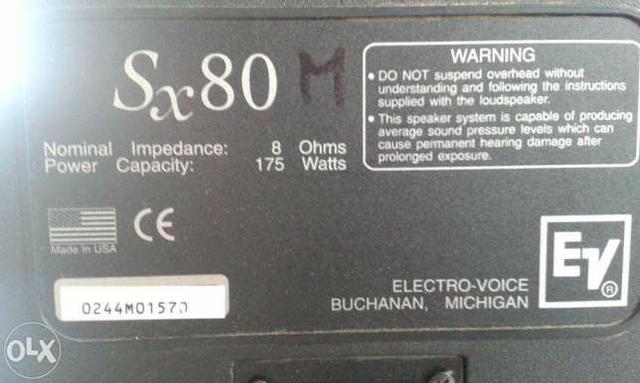 Sx80 M
Nominal Impedance: 8 Ohms
Power Capacity: 175 Watts
WARNING
• DO NOT suspend overhead without
understanding and following the instructions
supplied with the loudspeaker.
• This speaker system is capable of producing
average sound pressure levels which can
cause permanent hearing damage after
prolonged exposure.
Made in USA
CE
ELECTRO-VOICE
BUCHANAN, MICHIGAN
EV®
OLX